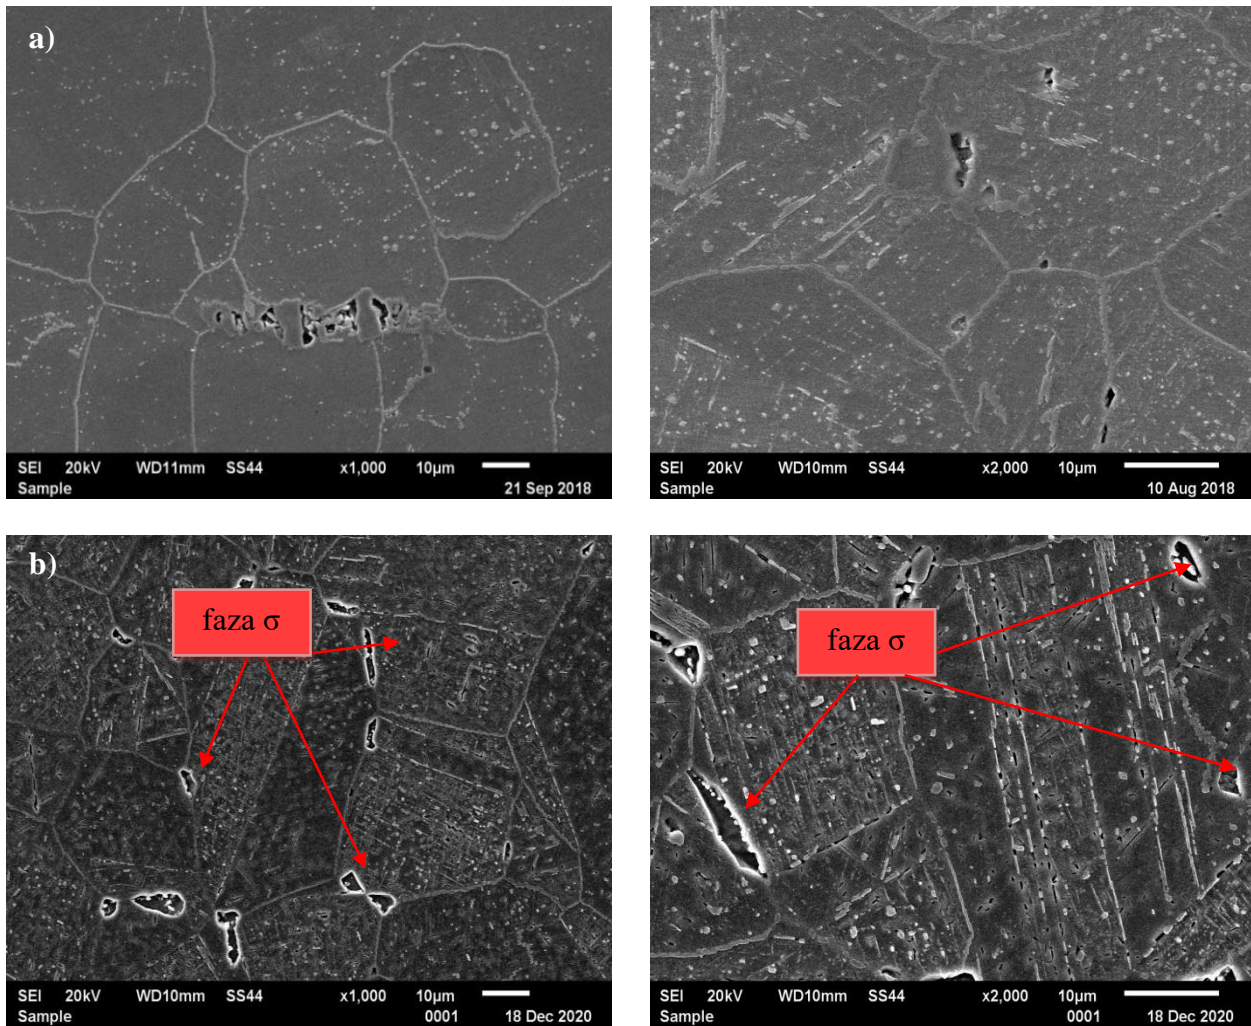 a)
SEI 20kV WD11mm SS44 x1,000 10µm
Sample 21 Sep 2018
SEI 20kV WD10mm SS44 x2,000 10µm
Sample 10 Aug 2018
b)
faza σ
SEI 20kV WD10mm SS44 x1,000 10µm
Sample 0001 18 Dec 2020
faza σ
SEI 20kV WD10mm SS44 x2,000 10µm
Sample 0001 18 Dec 2020